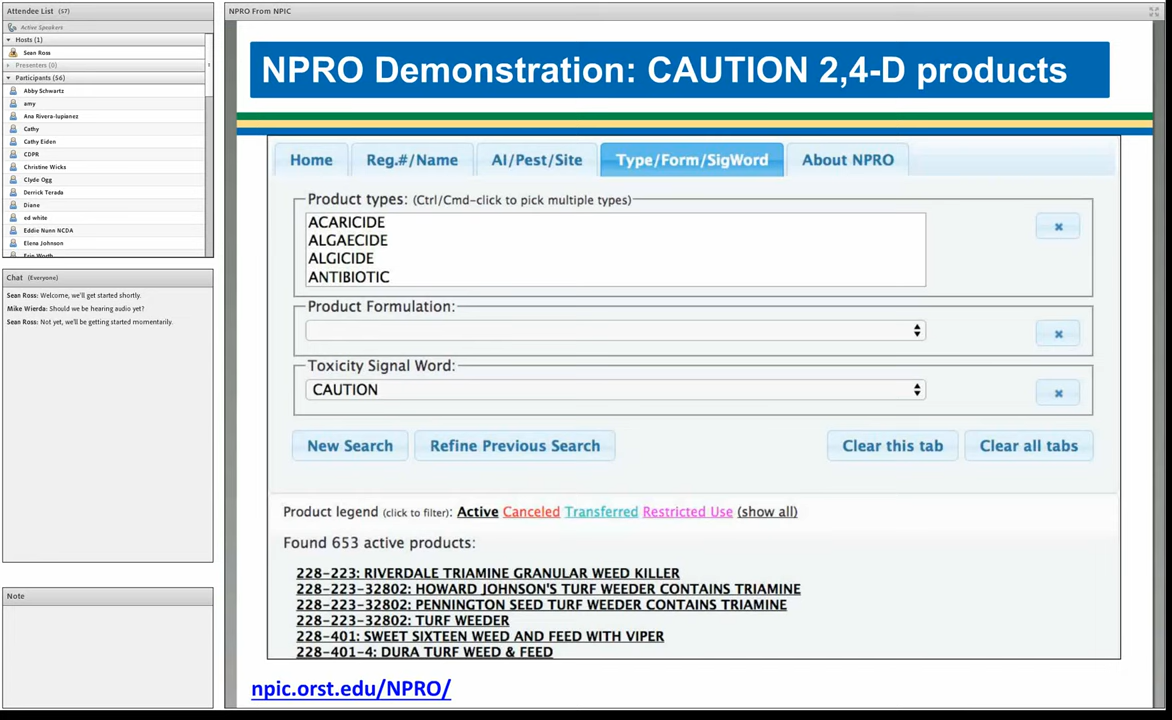 Attendee List (57)
Active Speakers
Hosts (1)
Sean Ross
Presenters (0)
Participants (56)
Abby Schwartz
amy
Ana Rivera-lupianez
Cathy
Cathy Eiden
CDPR
Christine Wicks
Clyde Ogg
Derrick Terada
Diane
ed white
Eddie Nunn NCDA
Elena Johnson
Erin Worth
Chat (Everyone)
Sean Ross: Welcome, we'll get started shortly.
Mike Wierda: Should we be hearing audio yet?
Sean Ross: Not yet, we'll be getting started momentarily.
Note
NPRO From NPIC
NPRO Demonstration: CAUTION 2,4-D products
Home Reg.#/Name AI/Pest/Site Type/Form/SigWord About NPRO
Product types: (Ctrl/Cmd-click to pick multiple types)
ACARICIDE
ALGAECIDE
ALGICIDE
ANTIBIOTIC
Product Formulation:
Toxicity Signal Word:
CAUTION
New Search Refine Previous Search Clear this tab Clear all tabs
Product legend (click to filter): Active Canceled Transferred Restricted Use (show all)
Found 653 active products:
228-223: RIVERDALE TRIAMINE GRANULAR WEED KILLER
228-223-32802: HOWARD JOHNSON'S TURF WEEDER CONTAINS TRIAMINE
228-223-32802: PENNINGTON SEED TURF WEEDER CONTAINS TRIAMINE
228-223-32802: TURF WEEDER
228-401: SWEET SIXTEEN WEED AND FEED WITH VIPER
228-401-4: DURA TURF WEED & FEED
npic.orst.edu/NPRO/